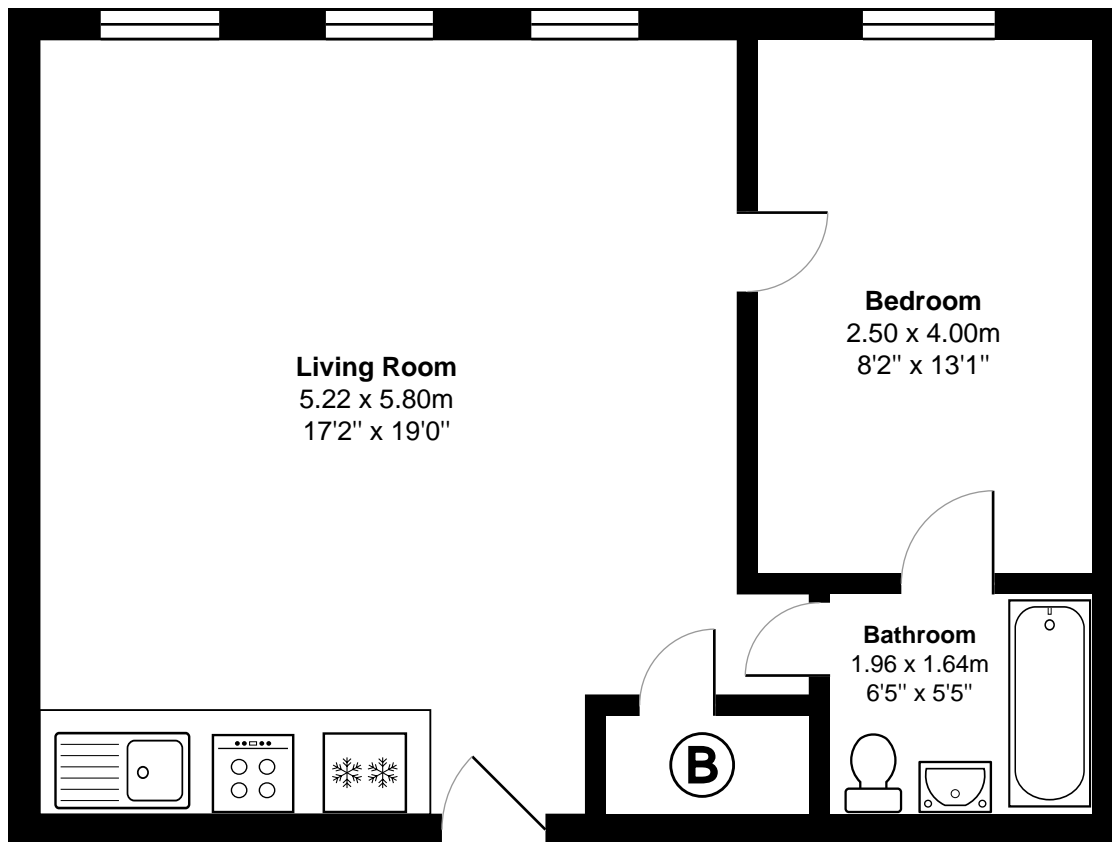 Living Room
5.22 x 5.80m
17'2" x 19'0"
Bedroom
2.50 x 4.00m
8'2" x 13'1"
Bathroom
1.96 x 1.64m
6'5" x 5'5"
B